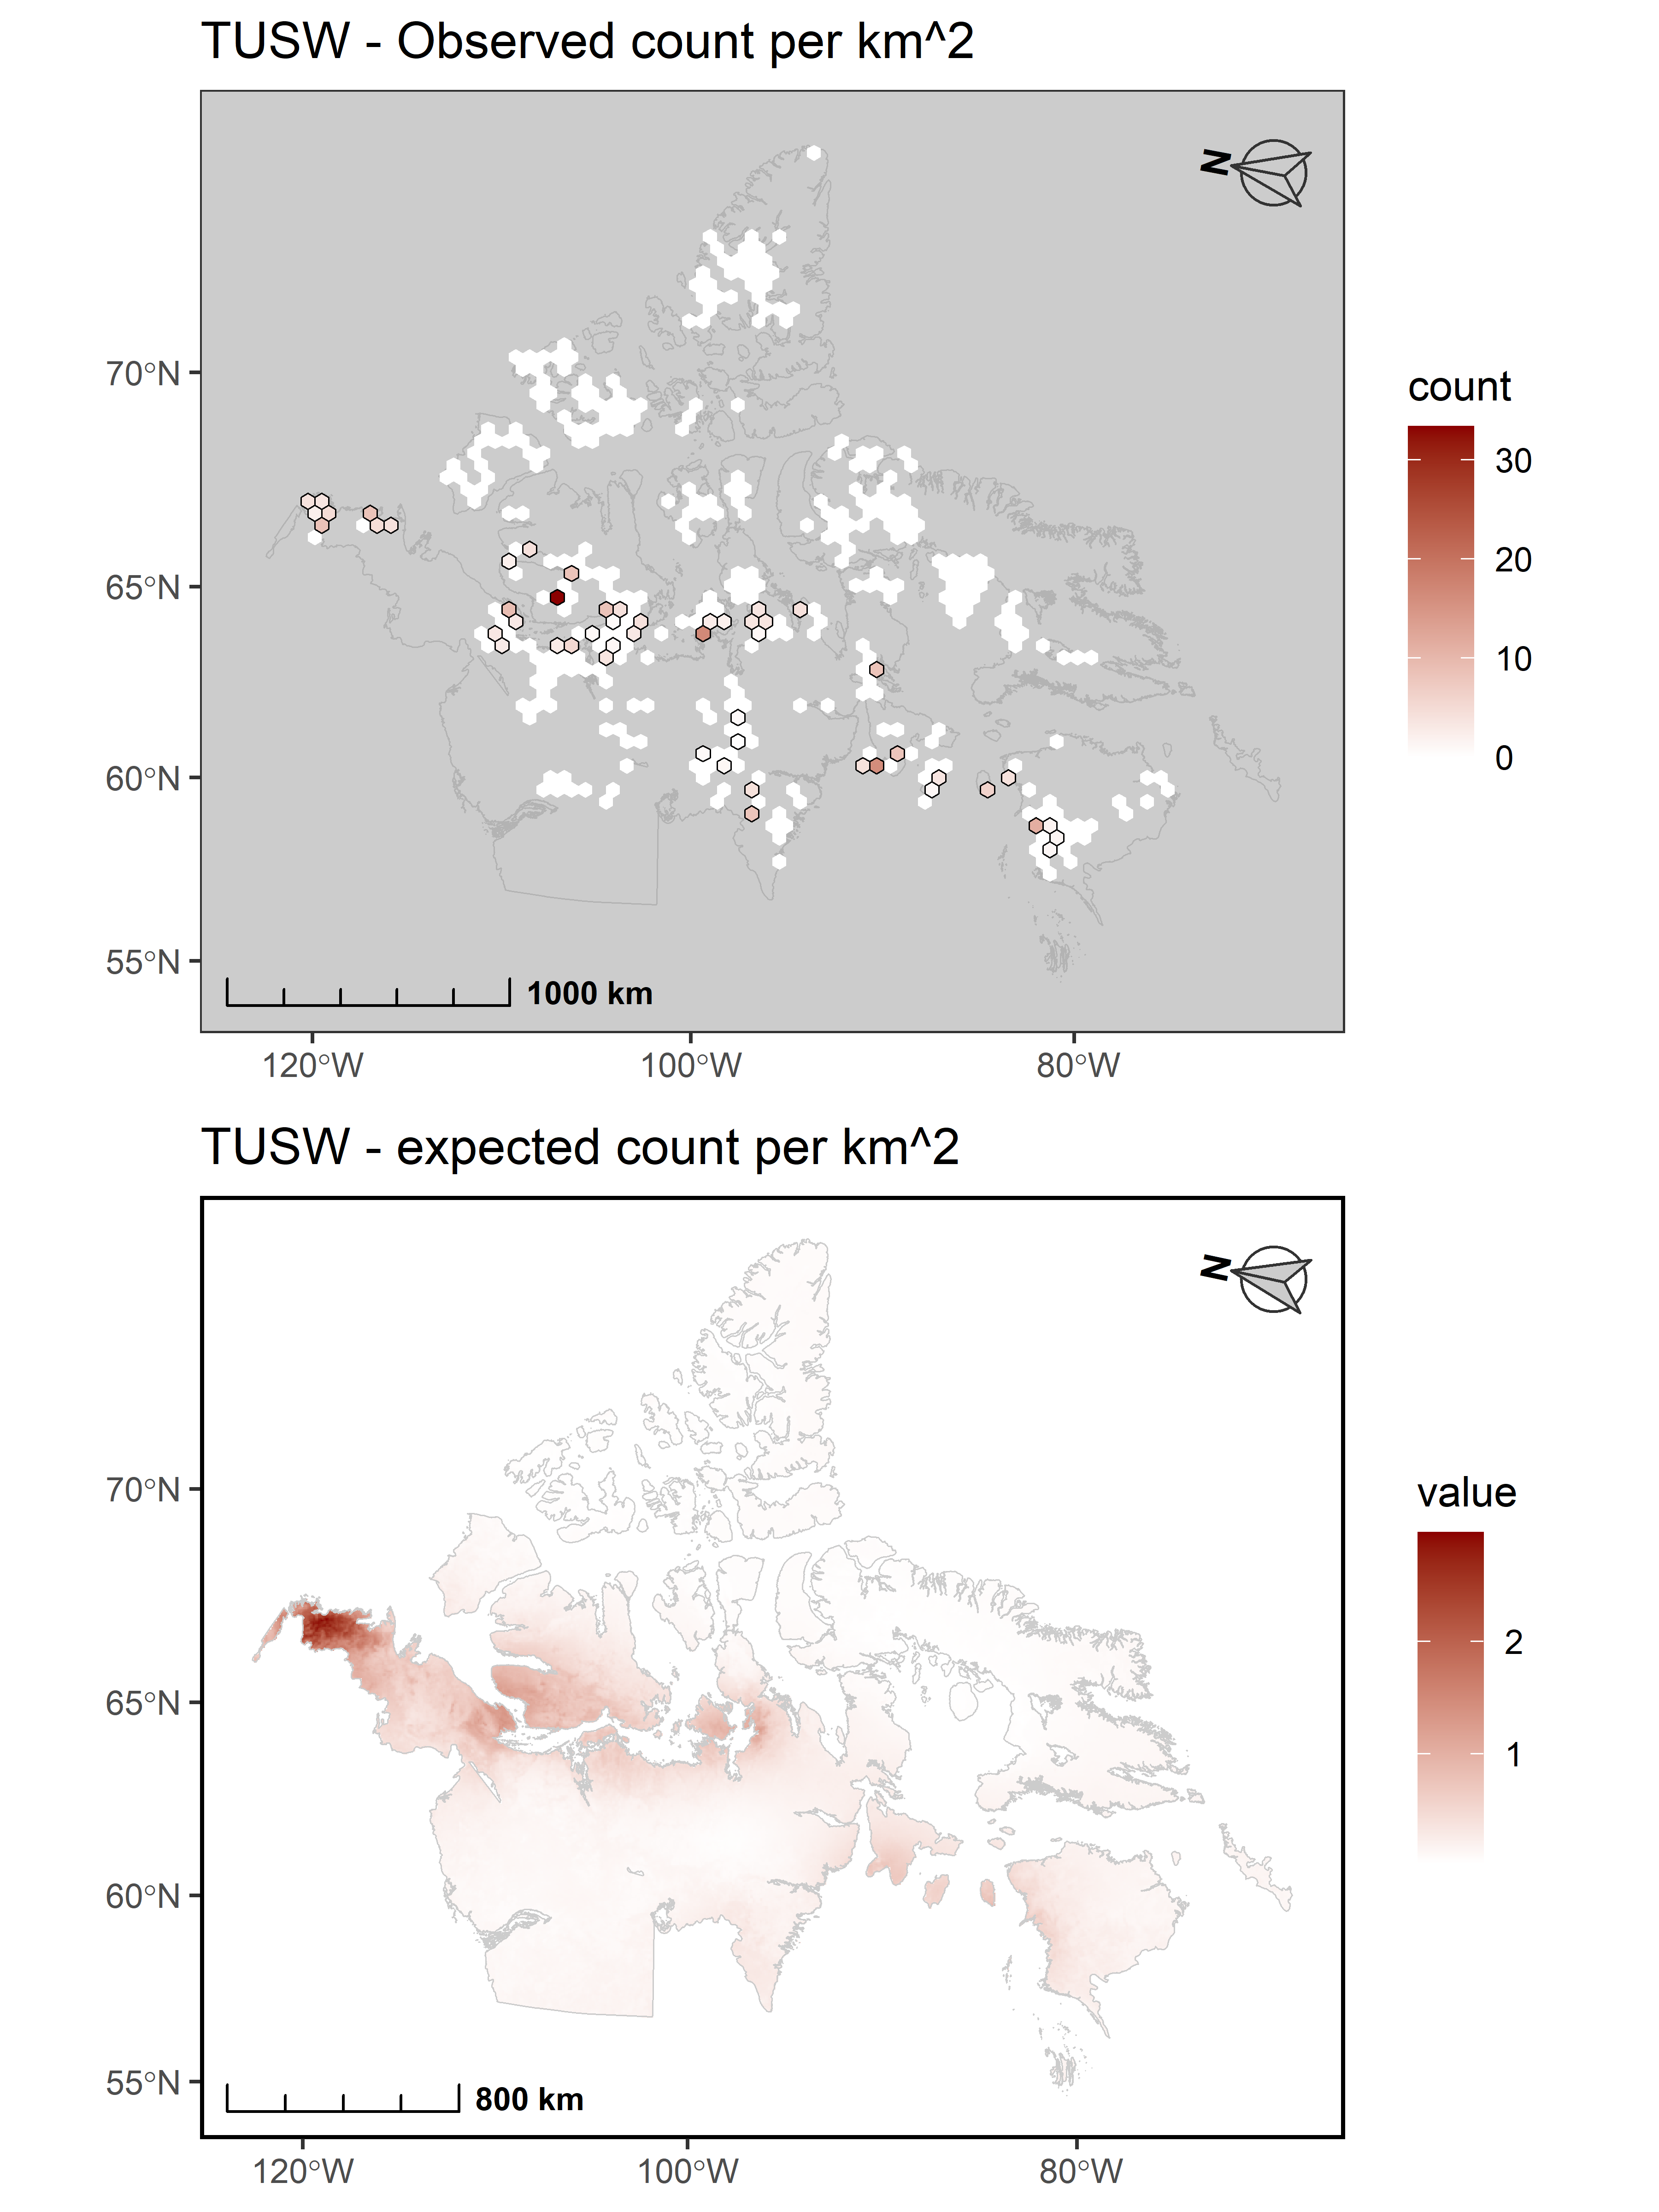 TUSW - Observed count per km^2
N
70°N
65°N
60°N
55°N
1000 km
120°W
100°W
80°W
count
30
20
10
0
TUSW - expected count per km^2
N
70°N
65°N
60°N
55°N
800 km
120°W
100°W
80°W
value
2
1